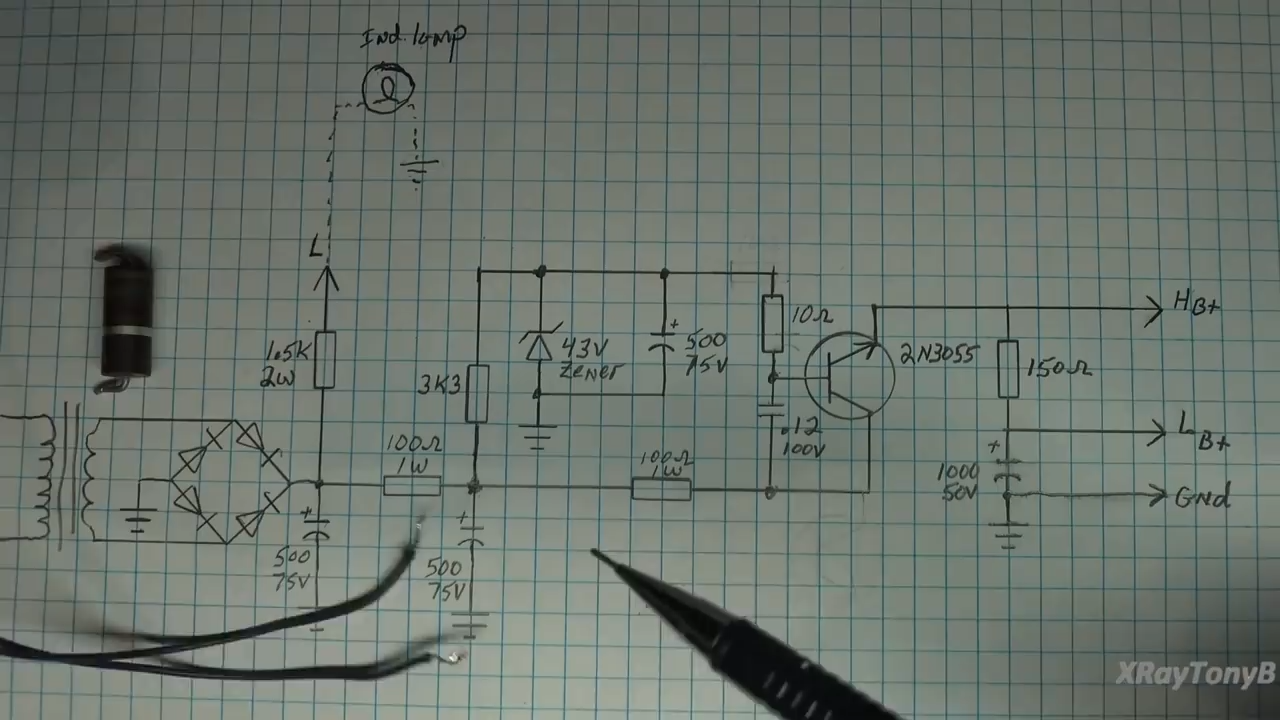 Ind. lamp
L
1.5K
2W
3K3
43V
Zener
500
75V
10Ω
2N3055
HB+
150Ω
LB+
.12
100V
100Ω
1W
100Ω
1W
1000
50V
GNd
500
75V
500
75V
XRayTonyB